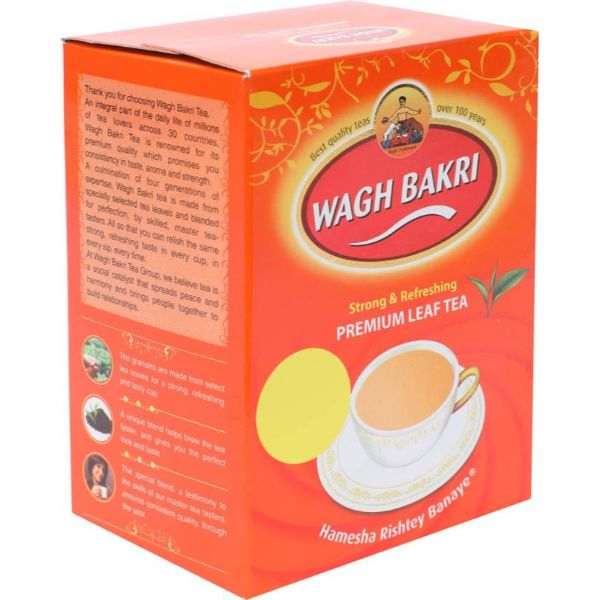 Thank you for choosing Wagh Bakri Tea.
An integral part of the daily life of millions
of tea lovers across 30 countries,
Wagh Bakri Tea is renowned for its
premium quality which promises you
consistency in taste, aroma and strength.
A culmination of four generations of
expertise, Wagh Bakri tea is made from
specially selected tea leaves and blended
for perfection, by skilled, master tea-
tasters. All so that you can relish the same
strong, refreshing taste in every cup, in
every sip, every time.
At Wagh Bakri Tea Group, we believe tea is
a social catalyst that spreads peace and
harmony and brings people together to
build relationships.
The granules are made from select
tea leaves for a strong, refreshing
and tasty cup.
A unique blend helps brew the tea
faster, and gives you the perfect
look and taste.
The special blend, a testimony to
the skills of our master tea tasters,
ensures consistent quality, through
the year.
WAGH BAKRI
Best quality teas over 100 years
WAGH BAKRI
Strong & Refreshing
PREMIUM LEAF TEA
Hamesha Rishtey Banaye®